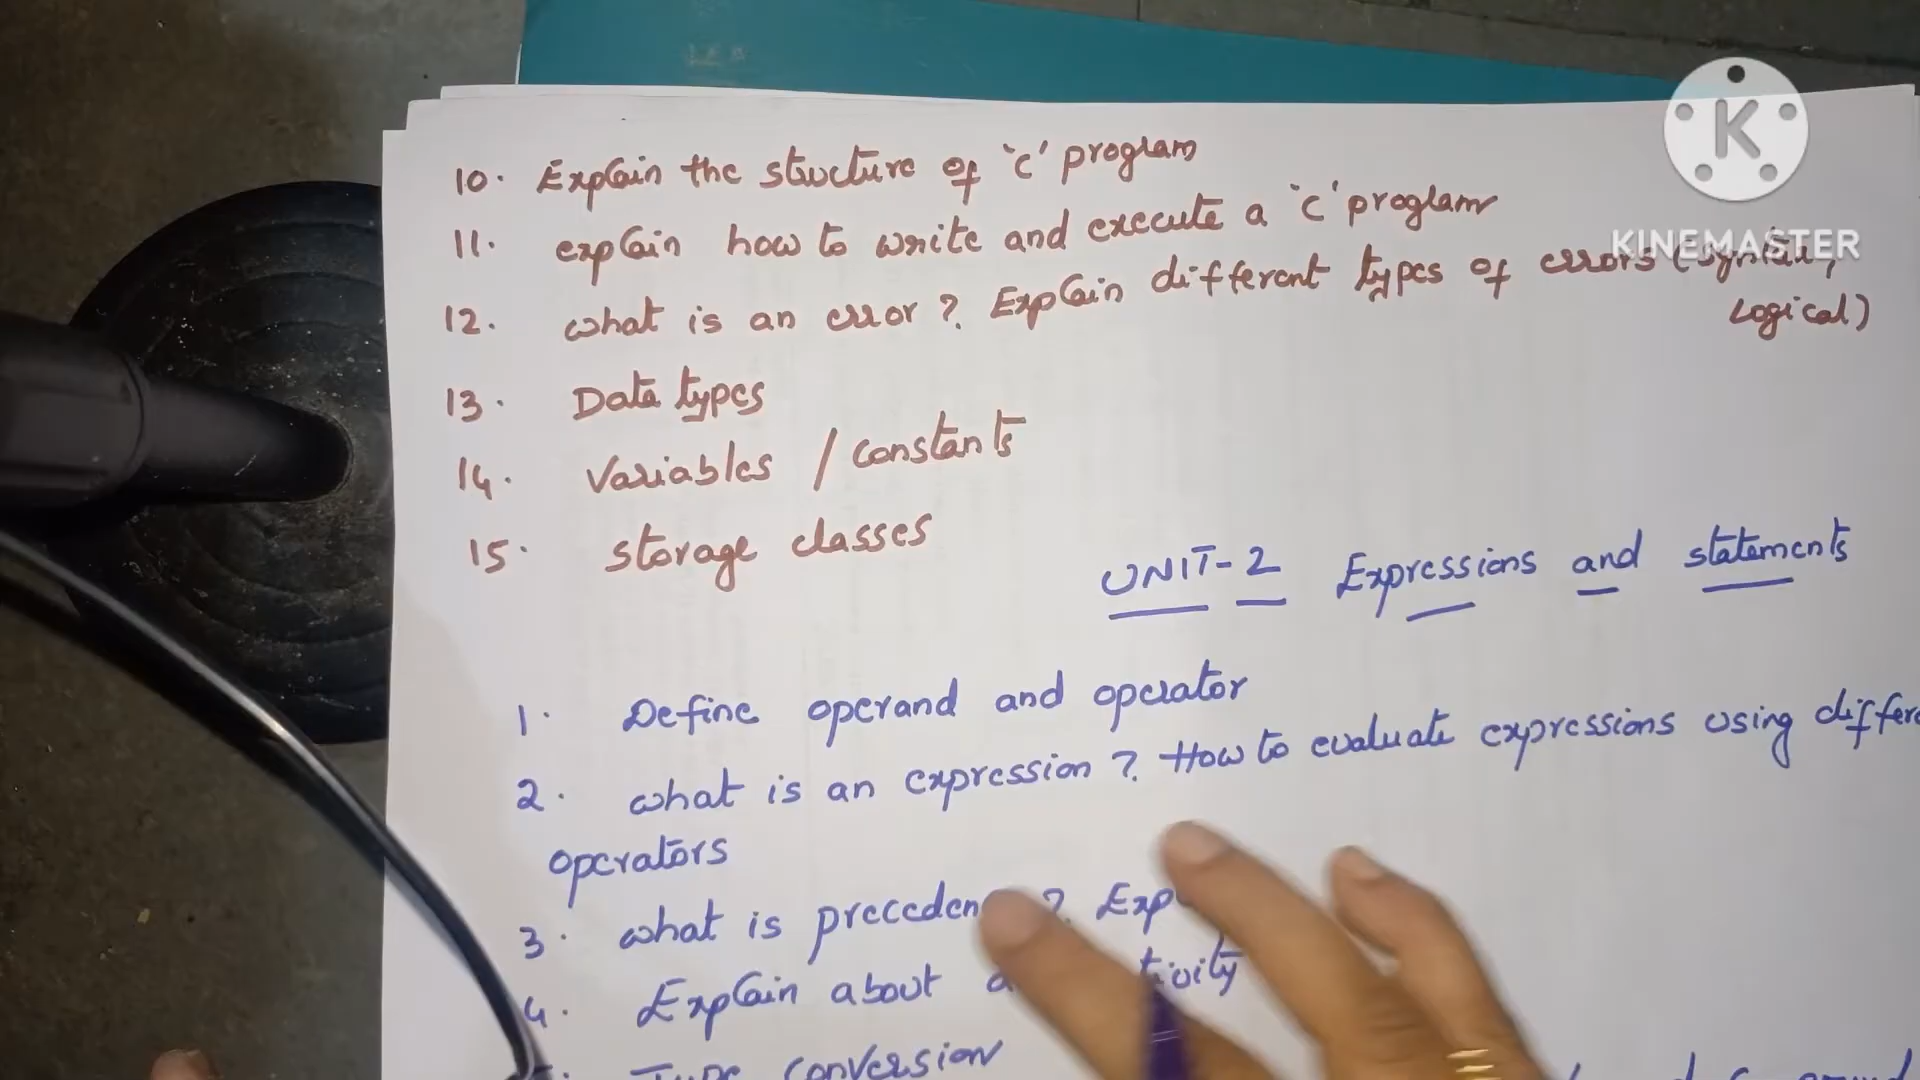 10. Explain the structure of 'c' program
11. explain how to write and execute a 'c' program
12. what is an error? Explain different types of errors (syntax,
Logical)
13. Data types
14. Variables / constants
15. storage classes
UNIT-2 Expressions and statements
1. Define operand and operator
2. what is an expression? How to evaluate expressions using
operators
3. what is
4. Explain about
Type conversion
K
KINEMASTER